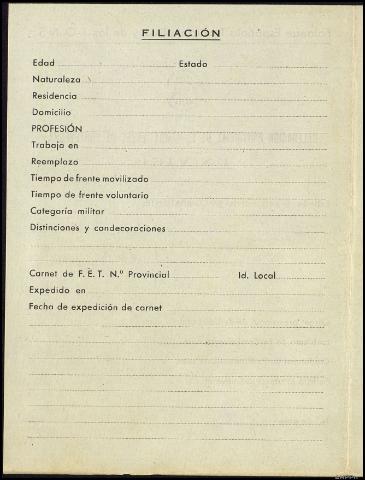 FILIACIÓN
Edad Estado
Naturaleza
Residencia
Domicilio
PROFESIÓN
Trabaja en
Reemplazo
Tiempo de frente movilizado
Tiempo de frente voluntario
Categoría militar
Distinciones y condecoraciones
Carnet de F. E. T. N.º Provincial Id. Local
Expedido en
Fecha de expedición de carnet